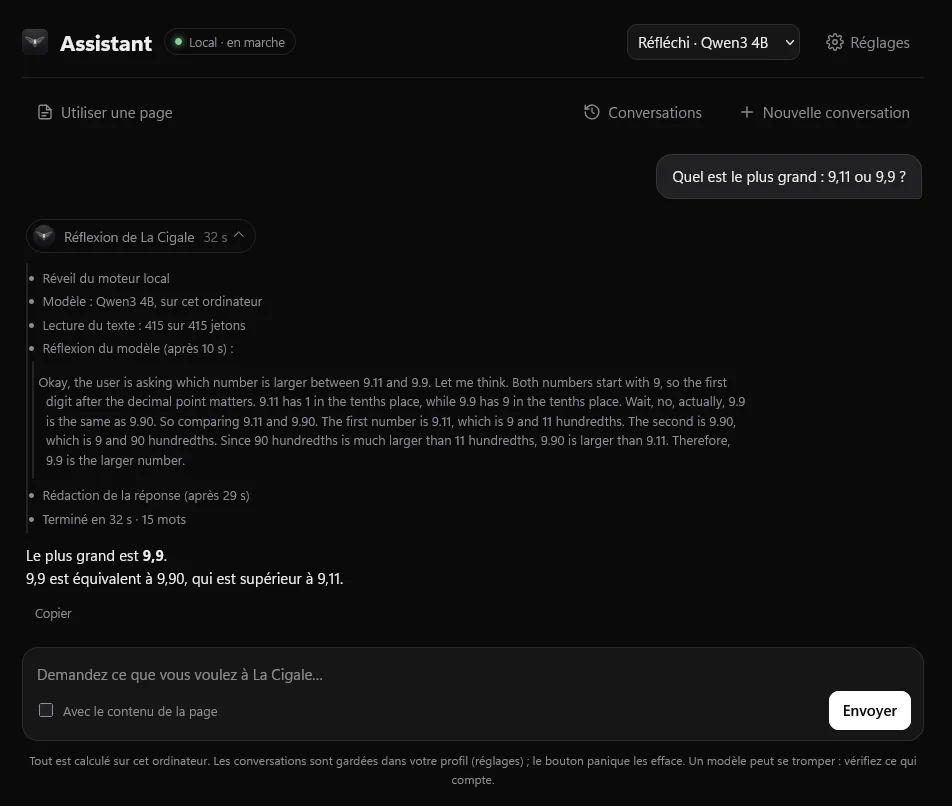 Assistant
Local · en marche
Réfléchi · Qwen3 4B
Réglages
Utiliser une page
Conversations
Nouvelle conversation
Quel est le plus grand : 9,11 ou 9,9 ?
Réflexion de La Cigale 32 s
Réveil du moteur local
Modèle : Qwen3 4B, sur cet ordinateur
Lecture du texte : 415 sur 415 jetons
Réflexion du modèle (après 10 s) :
Okay, the user is asking which number is larger between 9.11 and 9.9. Let me think. Both numbers start with 9, so the first
digit after the decimal point matters. 9.11 has 1 in the tenths place, while 9.9 has 9 in the tenths place. Wait, no, actually, 9.9
is the same as 9.90. So comparing 9.11 and 9.90. The first number is 9.11, which is 9 and 11 hundredths. The second is 9.90,
which is 9 and 90 hundredths. Since 90 hundredths is much larger than 11 hundredths, 9.90 is larger than 9.11. Therefore,
9.9 is the larger number.
Rédaction de la réponse (après 29 s)
Terminé en 32 s · 15 mots
Le plus grand est 9,9.
9,9 est équivalent à 9,90, qui est supérieur à 9,11.
Copier
Demandez ce que vous voulez à La Cigale...
Avec le contenu de la page
Envoyer
Tout est calculé sur cet ordinateur. Les conversations sont gardées dans votre profil (réglages) ; le bouton panique les efface. Un modèle peut se tromper : vérifiez ce qui
compte.